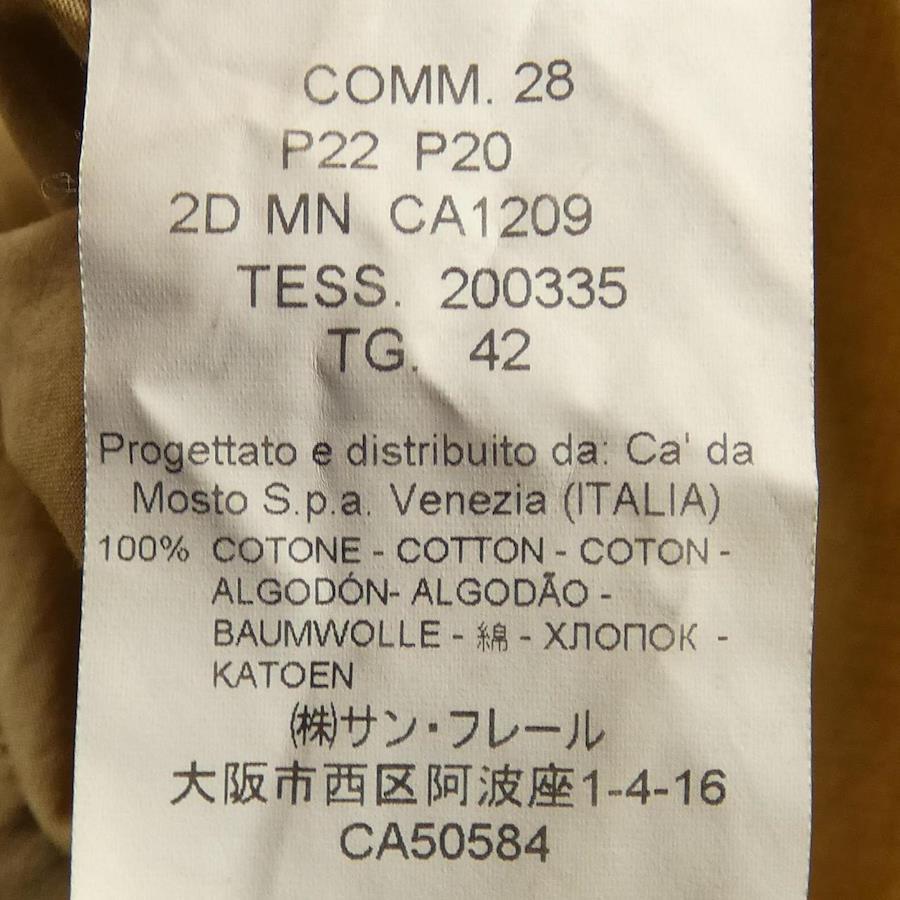 COMM. 28
P22 P20
2D MN CA1209
TESS. 200335
TG. 42
Progettato e distribuito da: Ca' da
Mosto S.p.a. Venezia (ITALIA)
100% COTONE - COTTON - COTON -
ALGODÓN- ALGODÃO -
BAUMWOLLE - 綿 - ХЛОПОК -
KATOEN
㈱サン・フレール
大阪市西区阿波座1-4-16
CA50584